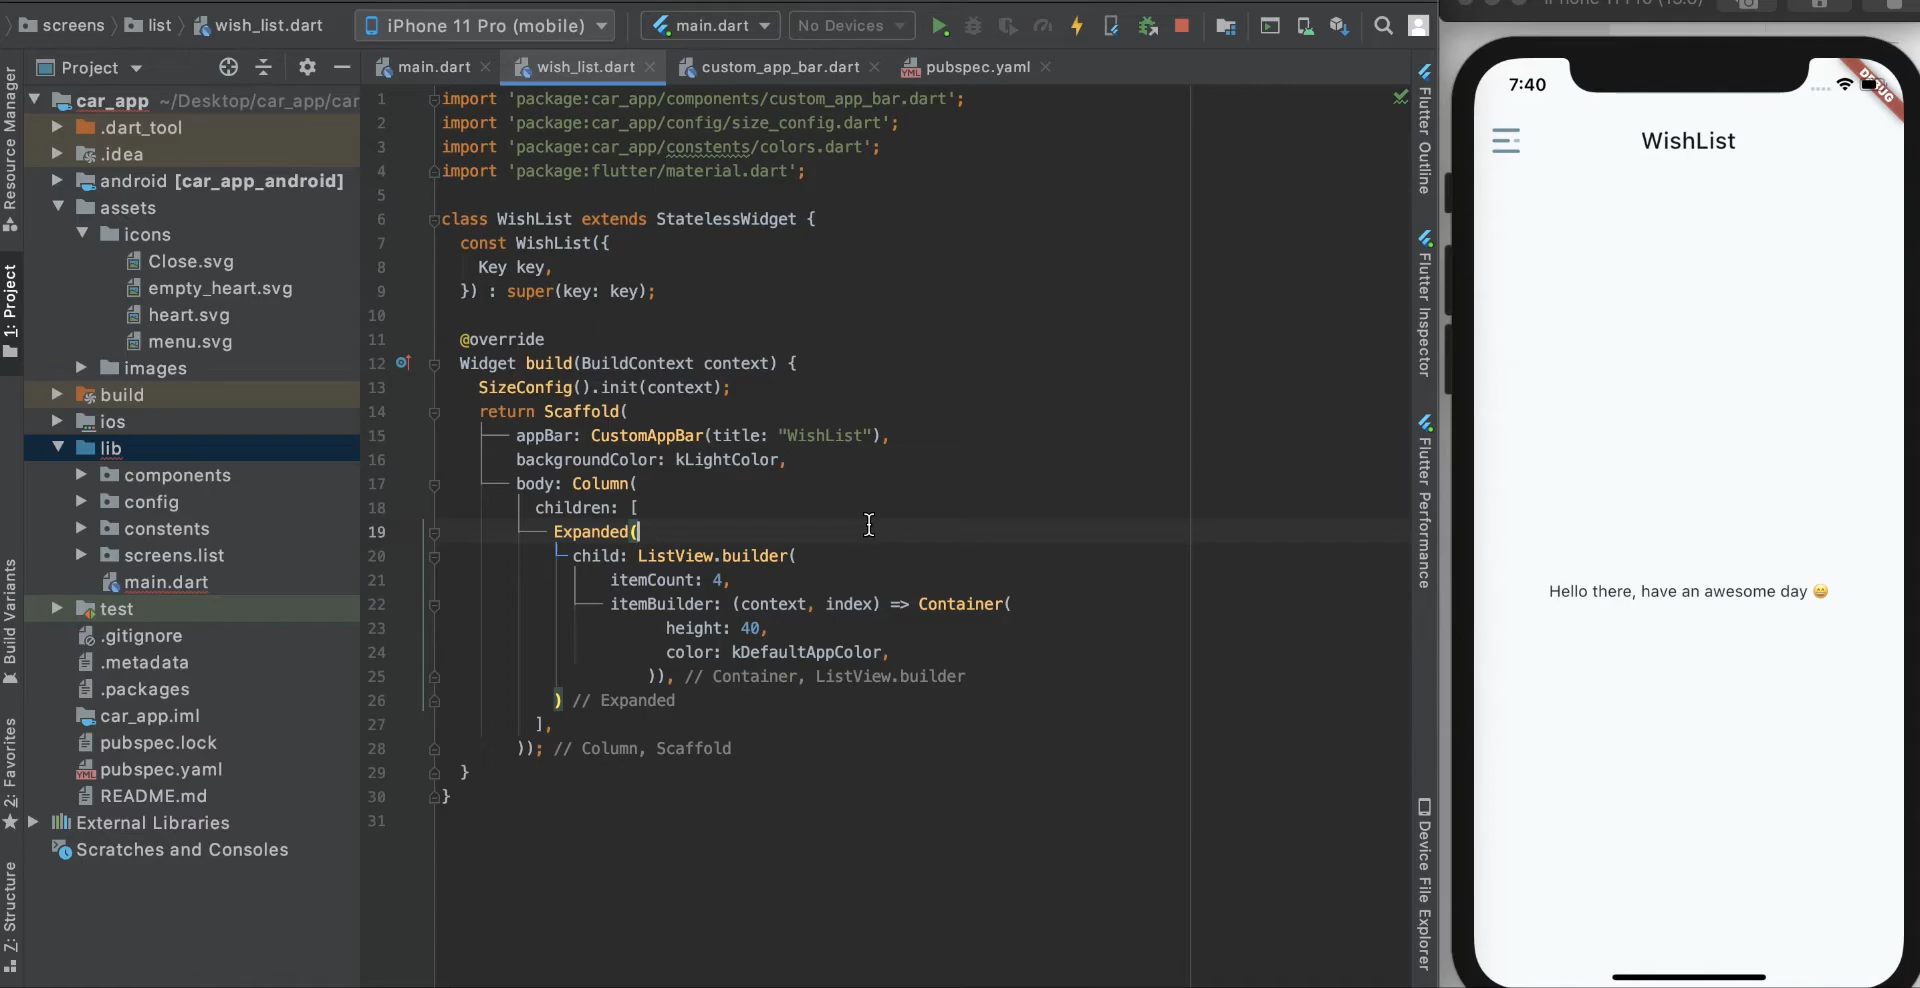 screens
list
wish_list.dart
iPhone 11 Pro (mobile)
main.dart
No Devices
Project
main.dart
wish_list.dart
custom_app_bar.dart
pubspec.yaml
Resource Manager
1: Project
Build Variants
2: Favorites
Z: Structure
car_app ~/Desktop/car_app/car
.dart_tool
.idea
android [car_app_android]
assets
icons
Close.svg
empty_heart.svg
heart.svg
menu.svg
images
build
ios
lib
components
config
constents
screens.list
main.dart
test
.gitignore
.metadata
.packages
car_app.iml
pubspec.lock
pubspec.yaml
README.md
External Libraries
Scratches and Consoles
1 import 'package:car_app/components/custom_app_bar.dart';
2 import 'package:car_app/config/size_config.dart';
3 import 'package:car_app/constents/colors.dart';
4 import 'package:flutter/material.dart';
5
6 class WishList extends StatelessWidget {
7 const WishList({
8 Key key,
9 }) : super(key: key);
10
11 @override
12 Widget build(BuildContext context) {
13 SizeConfig().init(context);
14 return Scaffold(
15 appBar: CustomAppBar(title: "WishList"),
16 backgroundColor: kLightColor,
17 body: Column(
18 children: [
19 Expanded(
20 child: ListView.builder(
21 itemCount: 4,
22 itemBuilder: (context, index) => Container(
23 height: 40,
24 color: kDefaultAppColor,
25 )), // Container, ListView.builder
26 ) // Expanded
27 ],
28 )); // Column, Scaffold
29 }
30 }
31
Flutter Outline
Flutter Inspector
Flutter Performance
Device File Explorer
7:40
DEBUG
WishList
Hello there, have an awesome day 😄